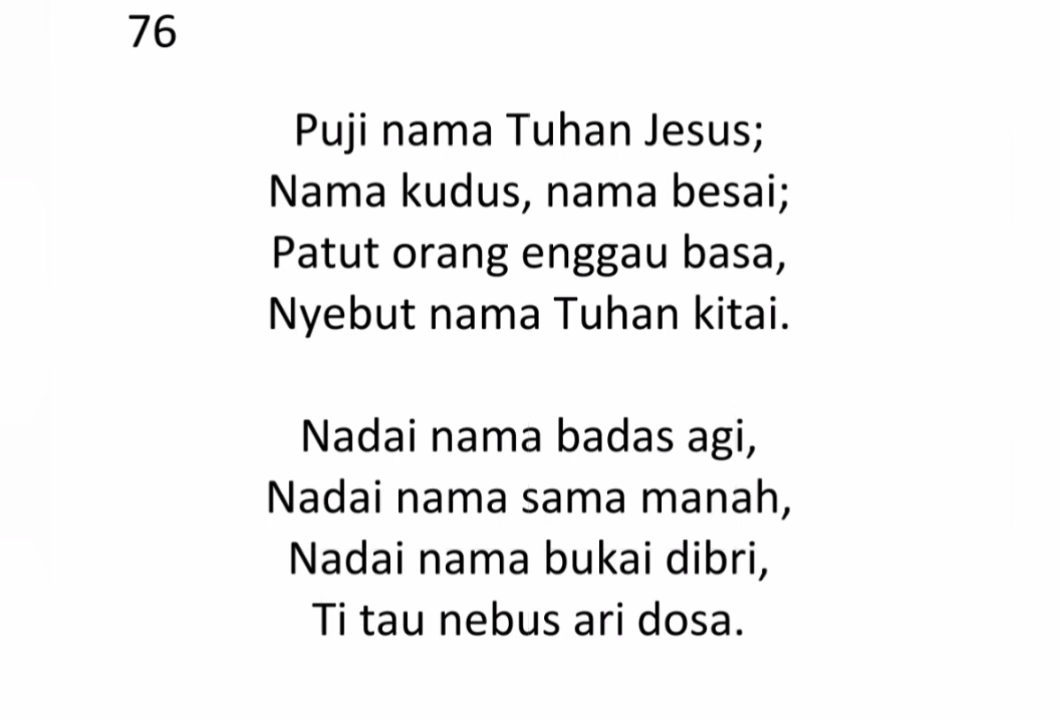 76
Puji nama Tuhan Jesus;
Nama kudus, nama besai;
Patut orang enggau basa,
Nyebut nama Tuhan kitai.
Nadai nama badas agi,
Nadai nama sama manah,
Nadai nama bukai dibri,
Ti tau nebus ari dosa.